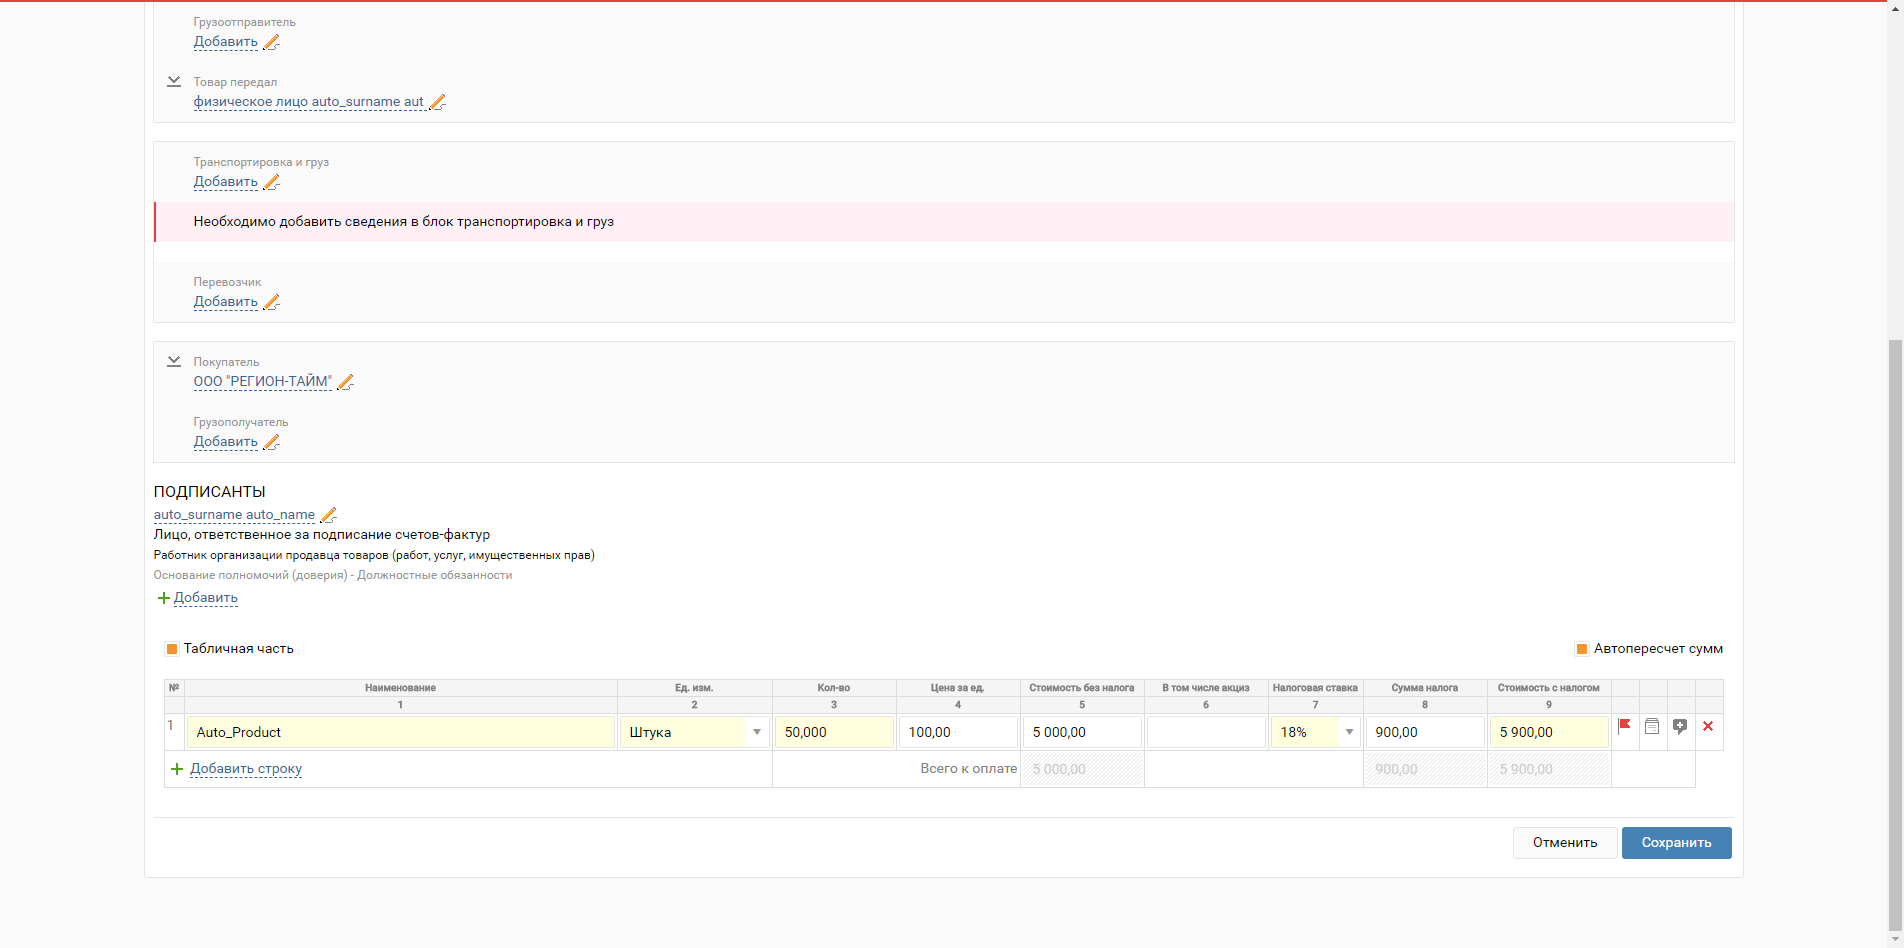 Грузоотправитель
Добавить
Товар передал
физическое лицо auto_surname aut
Транспортировка и груз
Добавить
Необходимо добавить сведения в блок транспортировка и груз
Перевозчик
Добавить
Покупатель
ООО "РЕГИОН-ТАЙМ"
Грузополучатель
Добавить
ПОДПИСАНТЫ
auto_surname auto_name
Лицо, ответственное за подписание счетов-фактур
Работник организации продавца товаров (работ, услуг, имущественных прав)
Основание полномочий (доверия) - Должностные обязанности
Добавить
Табличная часть Автопересчет сумм
№ Наименование Ед. изм. Кол-во Цена за ед. Стоимость без налога В том числе акциз Налоговая ставка Сумма налога Стоимость с налогом
1 2 3 4 5 6 7 8 9
1 Auto_Product Штука 50,000 100,00 5 000,00 18% 900,00 5 900,00
Добавить строку Всего к оплате 5 000,00 900,00 5 900,00
Отменить Сохранить